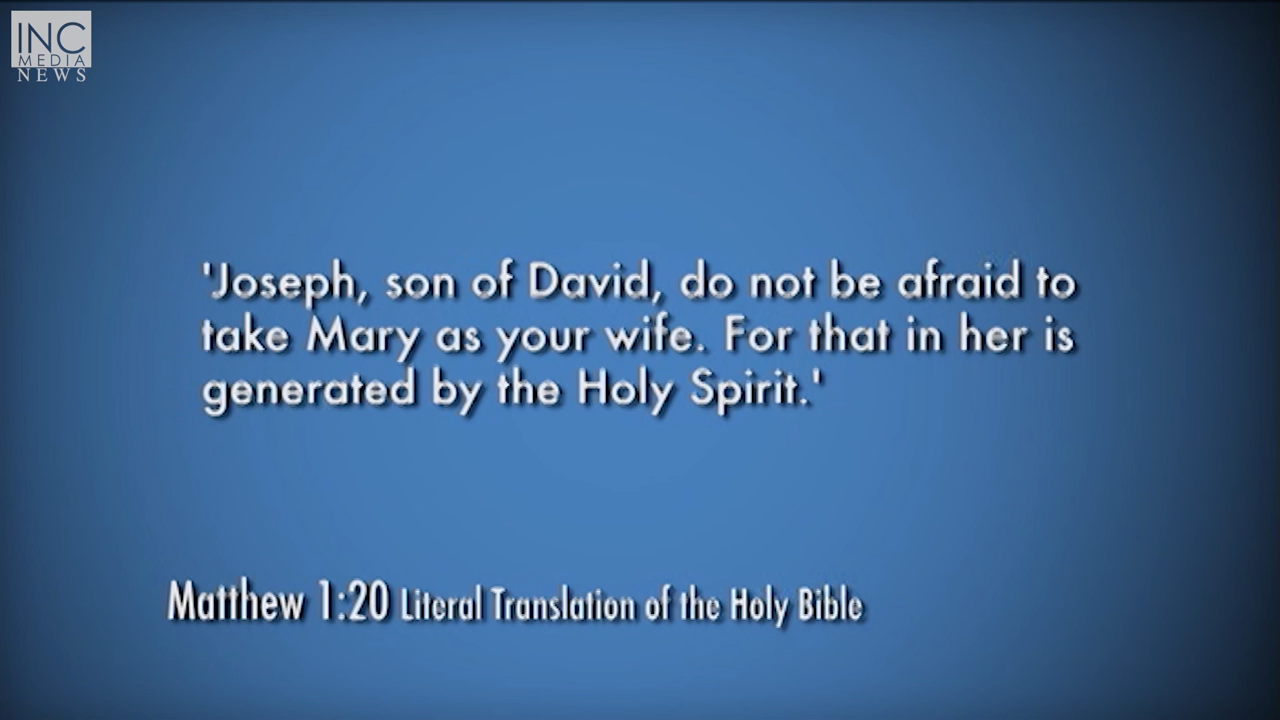 INC
MEDIA
NEWS
'Joseph, son of David, do not be afraid to
take Mary as your wife. For that in her is
generated by the Holy Spirit.'
Matthew 1:20 Literal Translation of the Holy Bible